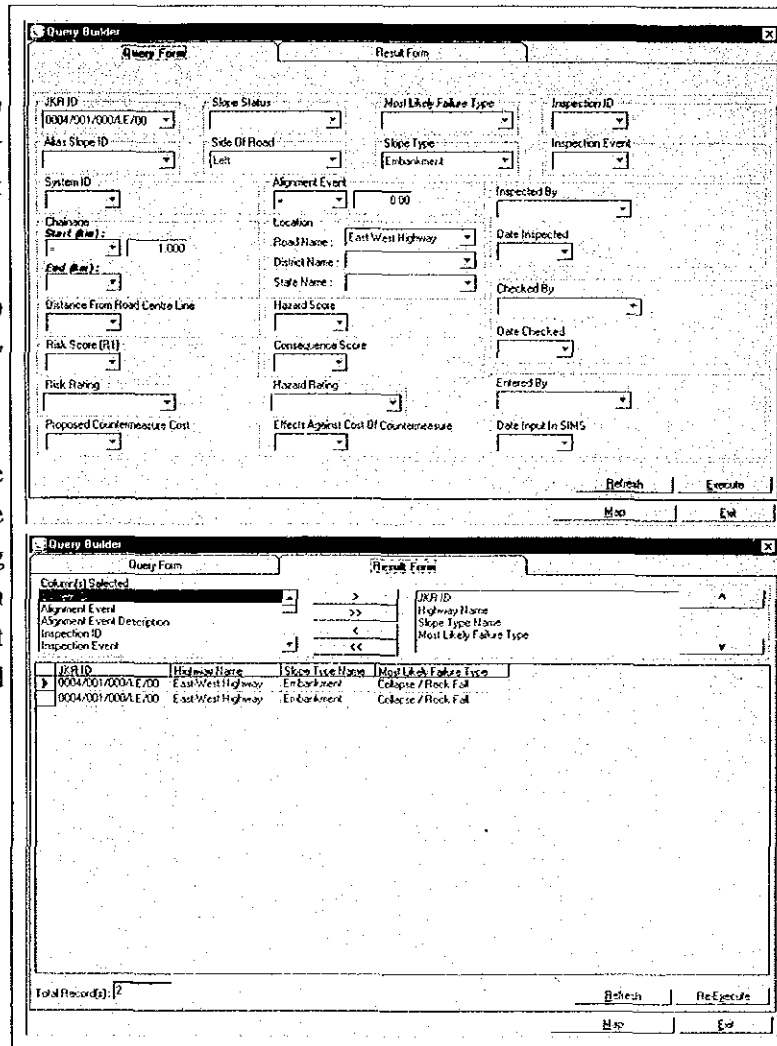 Query Builder
Query Form Result Form
JKR ID Slope Status Most Likely Failure Type Inspection ID
0004/001/000/LE/00
Alias Slope ID Side Of Road Slope Type Inspection Event
Left Embankment
System ID Alignment Event Inspected By
= 0.00
Chainage Location
Start (km) : Road Name : East West Highway Date Inspected
= 1.000 District Name :
End (km) : State Name : Checked By
Distance From Road Centre Line Hazard Score
Date Checked
Risk Score (R1) Consequence Score
Risk Rating Hazard Rating Entered By
Proposed Countermeasure Cost Effects Against Cost Of Countermeasure Date Input In SIMS
Refresh Execute
Map Exit
Query Builder
Query Form Result Form
Column(s) Selected
> JKR ID ^
Alignment Event >> Highway Name
Alignment Event Description Slope Type Name
Inspection ID < Most Likely Failure Type
Inspection Event << v
JKR ID Highway Name Slope Type Name Most Likely Failure Type
0004/001/000/LE/00 East West Highway Embankment Collapse / Rock Fall
0004/001/000/LE/00 East West Highway Embankment Collapse / Rock Fall
Total Record(s): 2 Refresh Re-Execute
Map Exit